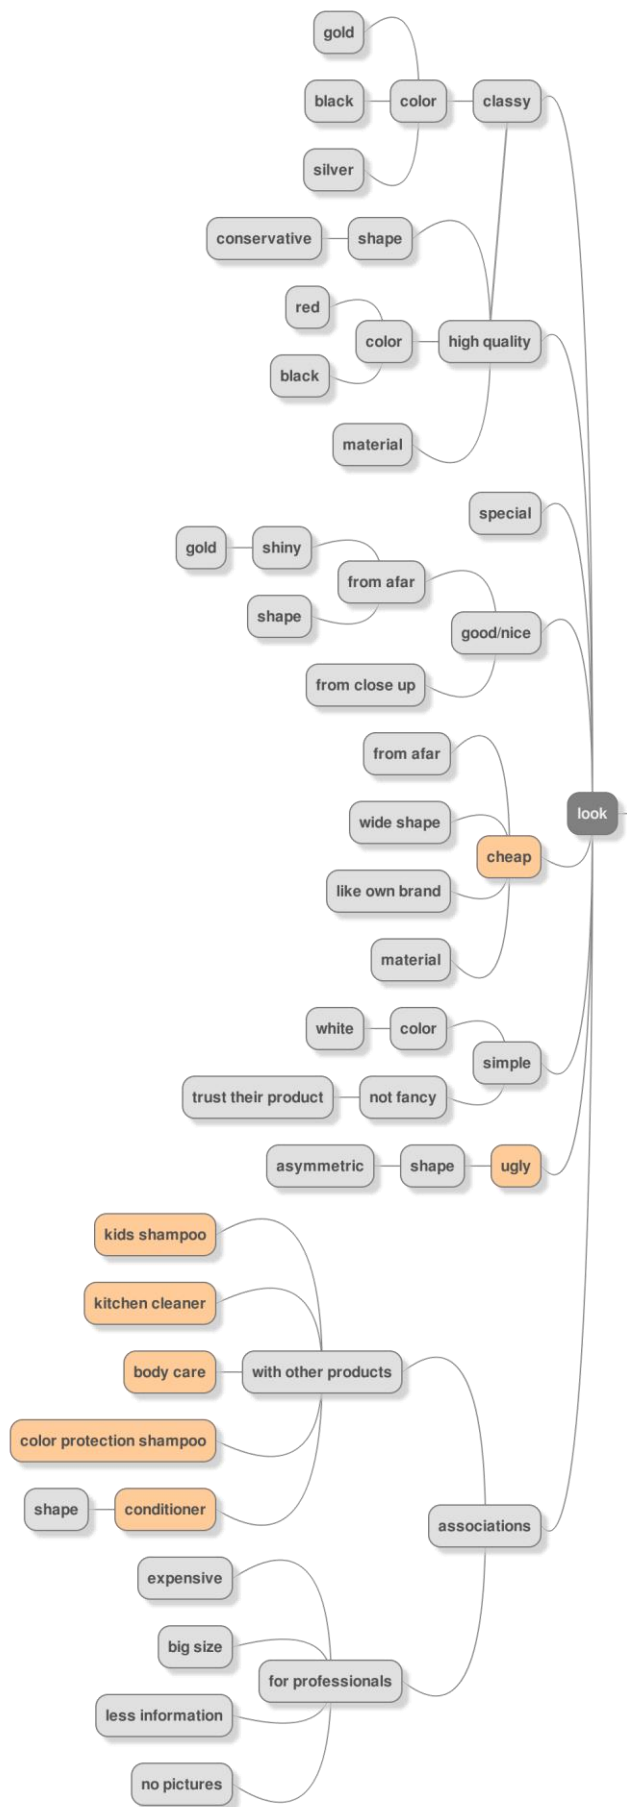 gold
black
color
classy
silver
conservative
shape
red
color
high quality
black
material
special
gold
shiny
from afar
shape
good/nice
from close up
from afar
wide shape
look
cheap
like own brand
material
white
color
simple
trust their product
not fancy
asymmetric
shape
ugly
kids shampoo
kitchen cleaner
body care
with other products
color protection shampoo
shape
conditioner
associations
expensive
big size
for professionals
less information
no pictures